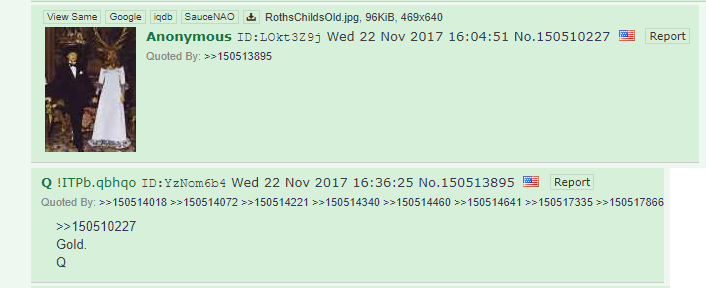 View Same Google iqdb SauceNAO RothsChildsOld.jpg, 96KiB, 469x640
Anonymous ID:LOkt3Z9j Wed 22 Nov 2017 16:04:51 No.150510227 Report
Quoted By: >>150513895
Q !ITPb.qbhqo ID:YzNom6b4 Wed 22 Nov 2017 16:36:25 No.150513895 Report
Quoted By: >>150514018 >>150514072 >>150514221 >>150514340 >>150514460 >>150514641 >>150517335 >>150517866
>>150510227
Gold.
Q